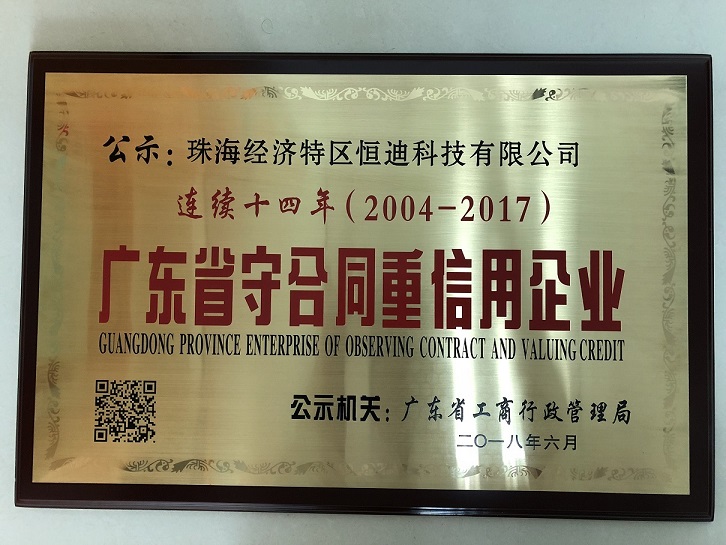 公示：珠海经济特区恒迪科技有限公司
连续十四年(2004-2017)
广东省守合同重信用企业
GUANGDONG PROVINCE ENTERPRISE OF OBSERVING CONTRACT AND VALUING CREDIT
公示机关：广东省工商行政管理局
二〇一八年六月